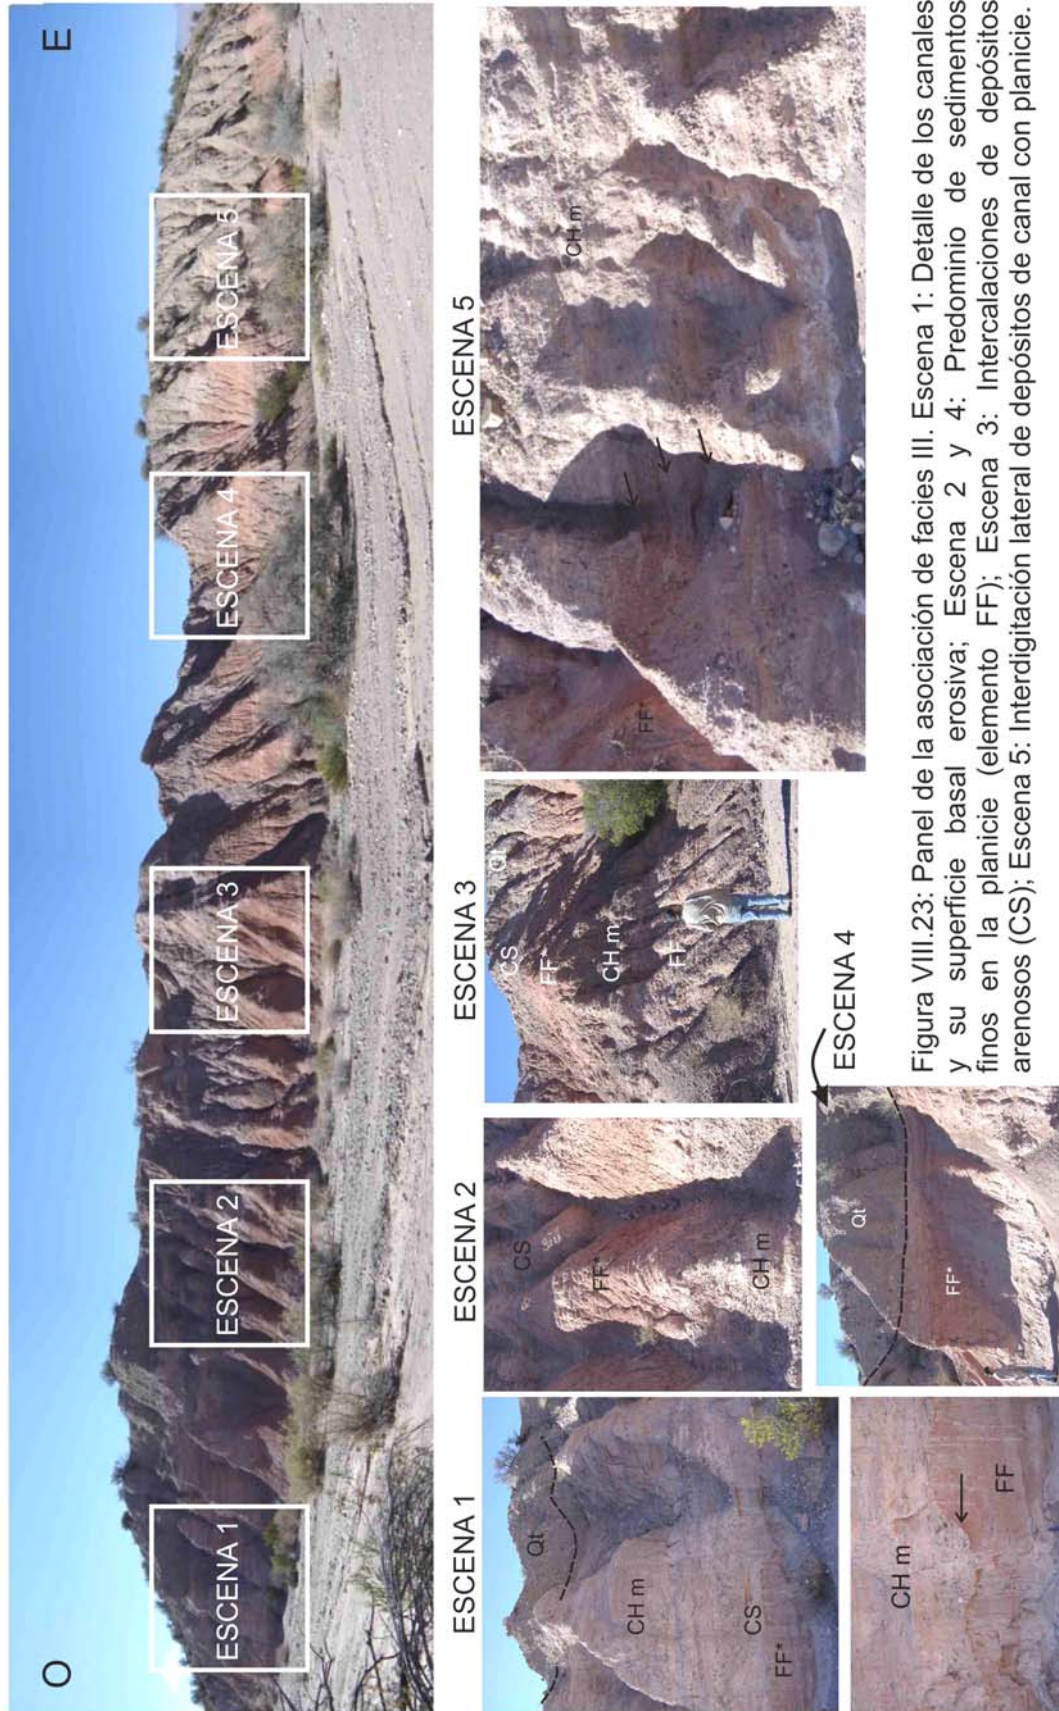 O
E
ESCENA 1
ESCENA 2
ESCENA 3
ESCENA 4
ESCENA 5
ESCENA 1
ESCENA 2
ESCENA 3
ESCENA 5
Qt
CH m
CS
FF*
CH m
FF
CS
FF*
CH m
Qt
FF*
ESCENA 4
Qt
CS
FF*
CH m
FF
FF*
CH m
Figura VIII.23: Panel de la asociación de facies III. Escena 1: Detalle de los canales
y su superficie basal erosiva; Escena 2 y 4: Predominio de sedimentos
finos en la planicie (elemento FF); Escena 3: Intercalaciones de depósitos
arenosos (CS); Escena 5: Interdigitación lateral de depósitos de canal con planicie.